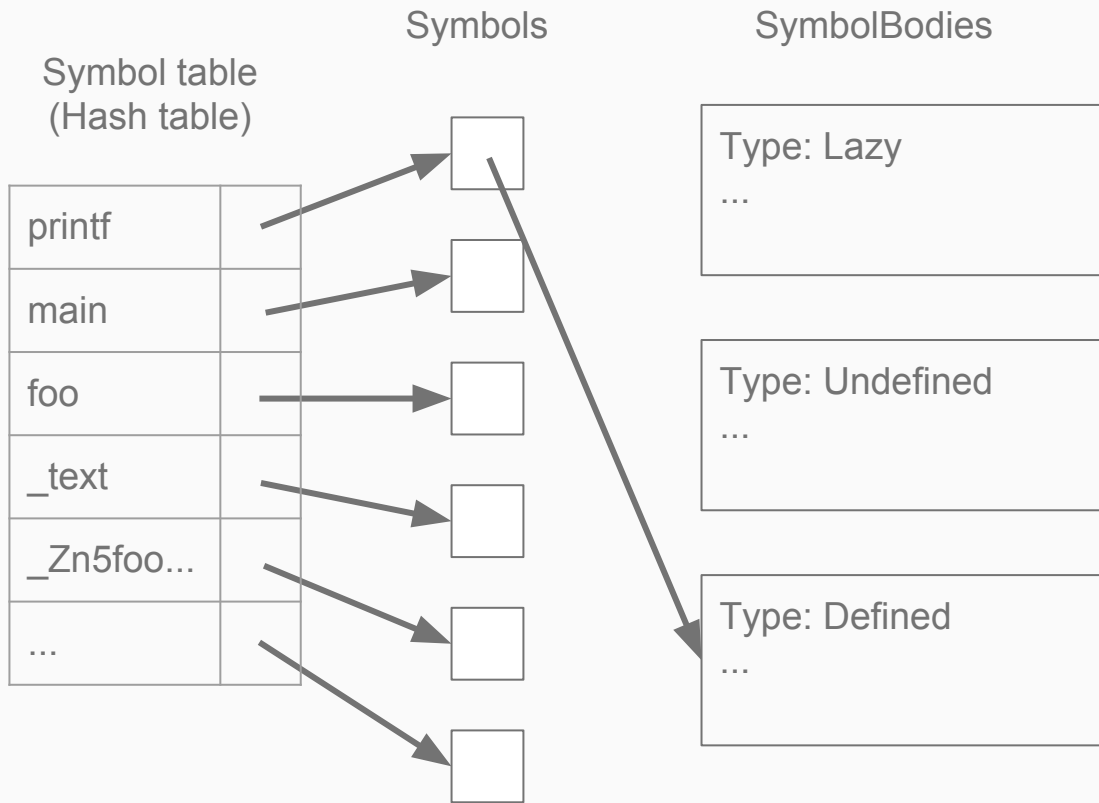 Symbols
SymbolBodies
Symbol table
(Hash table)
printf
main
foo
_text
_Zn5foo...
...
Type: Lazy
...
Type: Undefined
...
Type: Defined
...